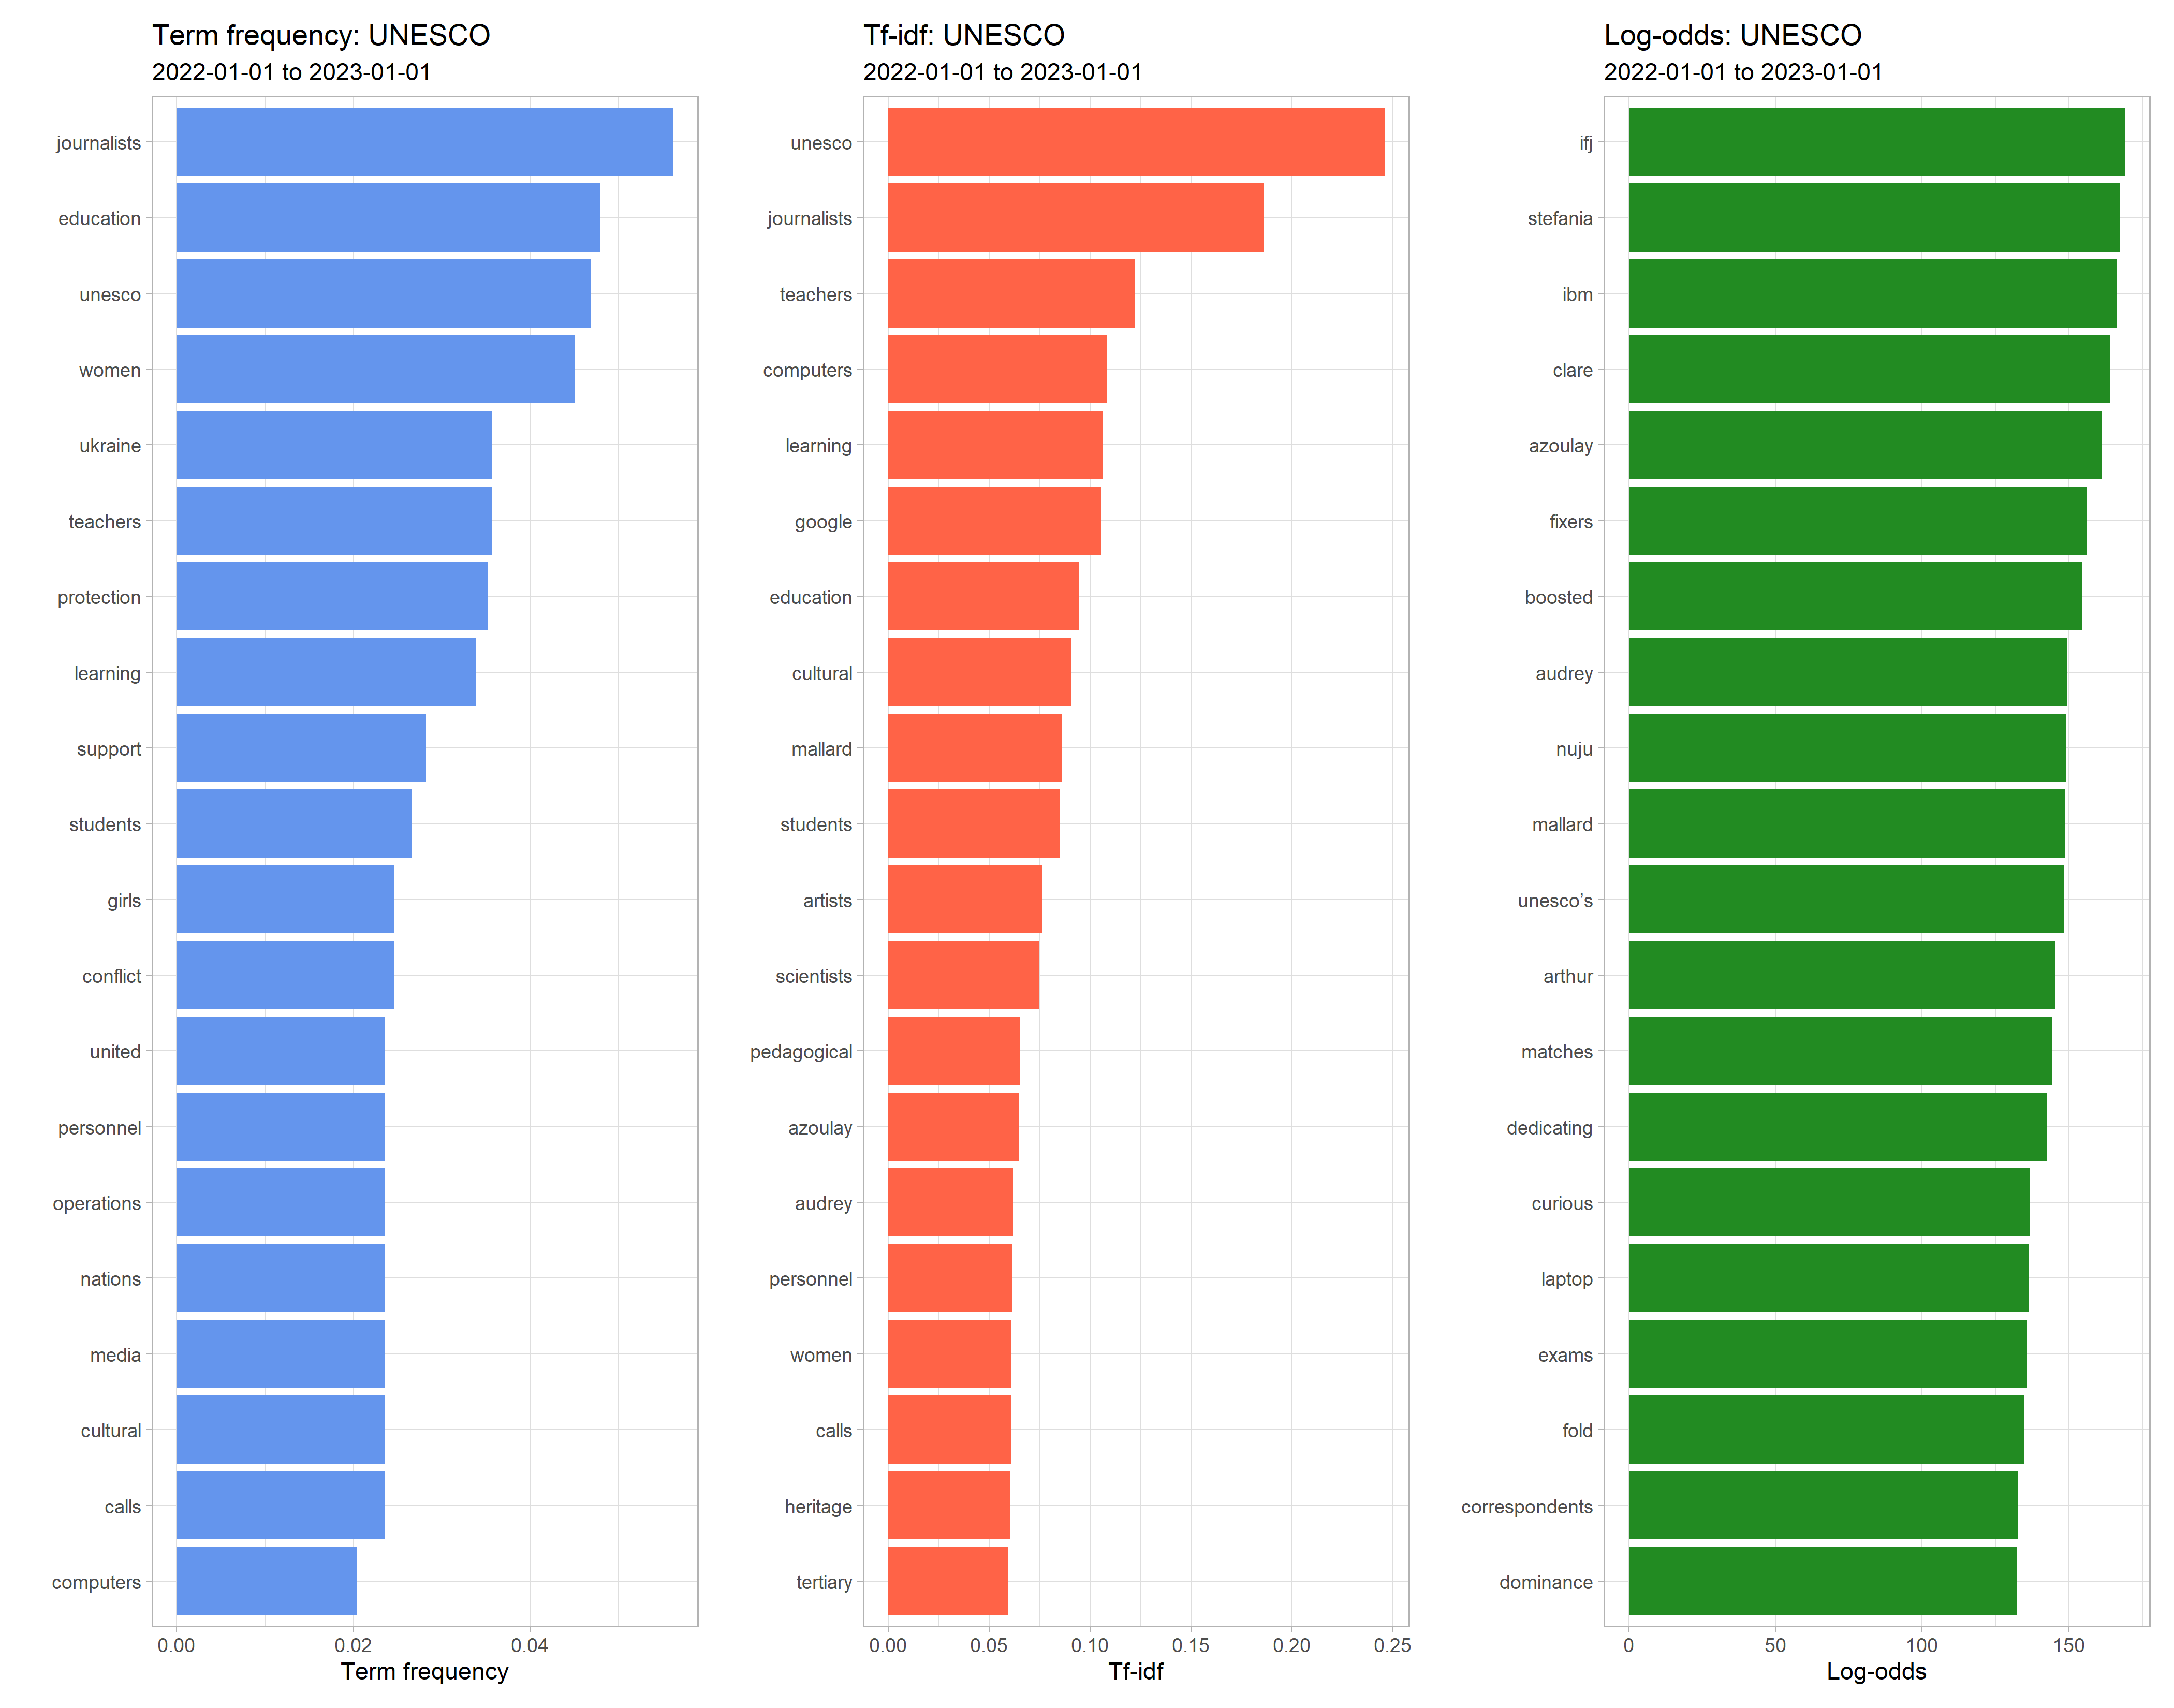 Term frequency: UNESCO
2022-01-01 to 2023-01-01
journalists
education
unesco
women
ukraine
teachers
protection
learning
support
students
girls
conflict
united
personnel
operations
nations
media
cultural
calls
computers
0.00 0.02 0.04
Term frequency
Tf-idf: UNESCO
2022-01-01 to 2023-01-01
unesco
journalists
teachers
computers
learning
google
education
cultural
mallard
students
artists
scientists
pedagogical
azoulay
audrey
personnel
women
calls
heritage
tertiary
0.00 0.05 0.10 0.15 0.20 0.25
Tf-idf
Log-odds: UNESCO
2022-01-01 to 2023-01-01
ifj
stefania
ibm
clare
azoulay
fixers
boosted
audrey
nuju
mallard
unesco’s
arthur
matches
dedicating
curious
laptop
exams
fold
correspondents
dominance
0 50 100 150
Log-odds